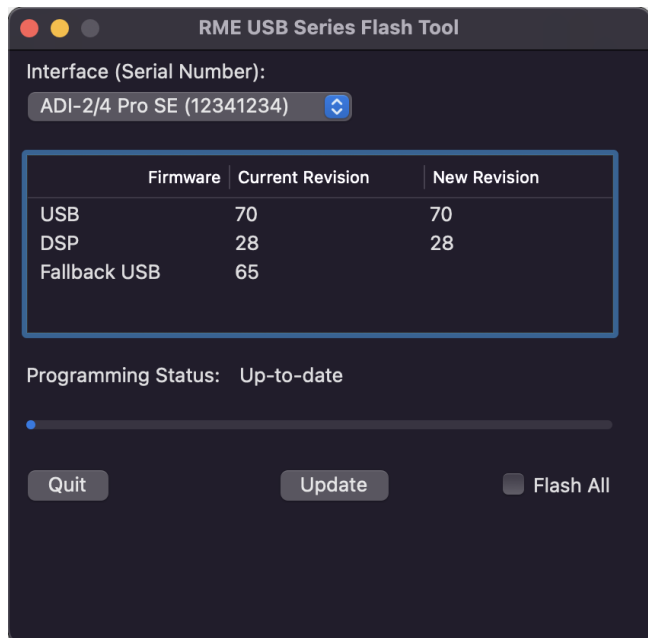 RME USB Series Flash Tool
Interface (Serial Number):
ADI-2/4 Pro SE (12341234)
Firmware Current Revision New Revision
USB 70 70
DSP 28 28
Fallback USB 65
Programming Status: Up-to-date
Quit Update Flash All